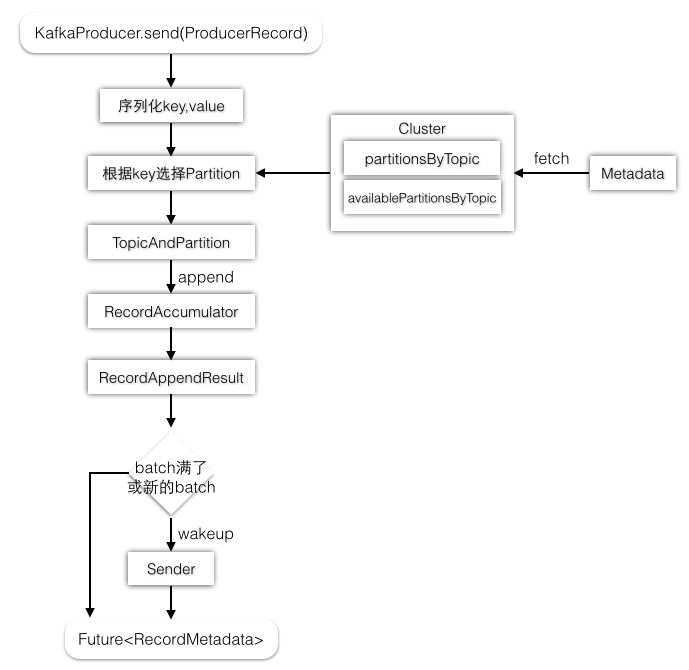 KafkaProducer.send(ProducerRecord)
序列化key,value
Cluster
partitionsByTopic
fetch
根据key选择Partition
Metadata
availablePartitionsByTopic
TopicAndPartition
append
RecordAccumulator
RecordAppendResult
batch满了
或新的batch
wakeup
Sender
Future<RecordMetadata>